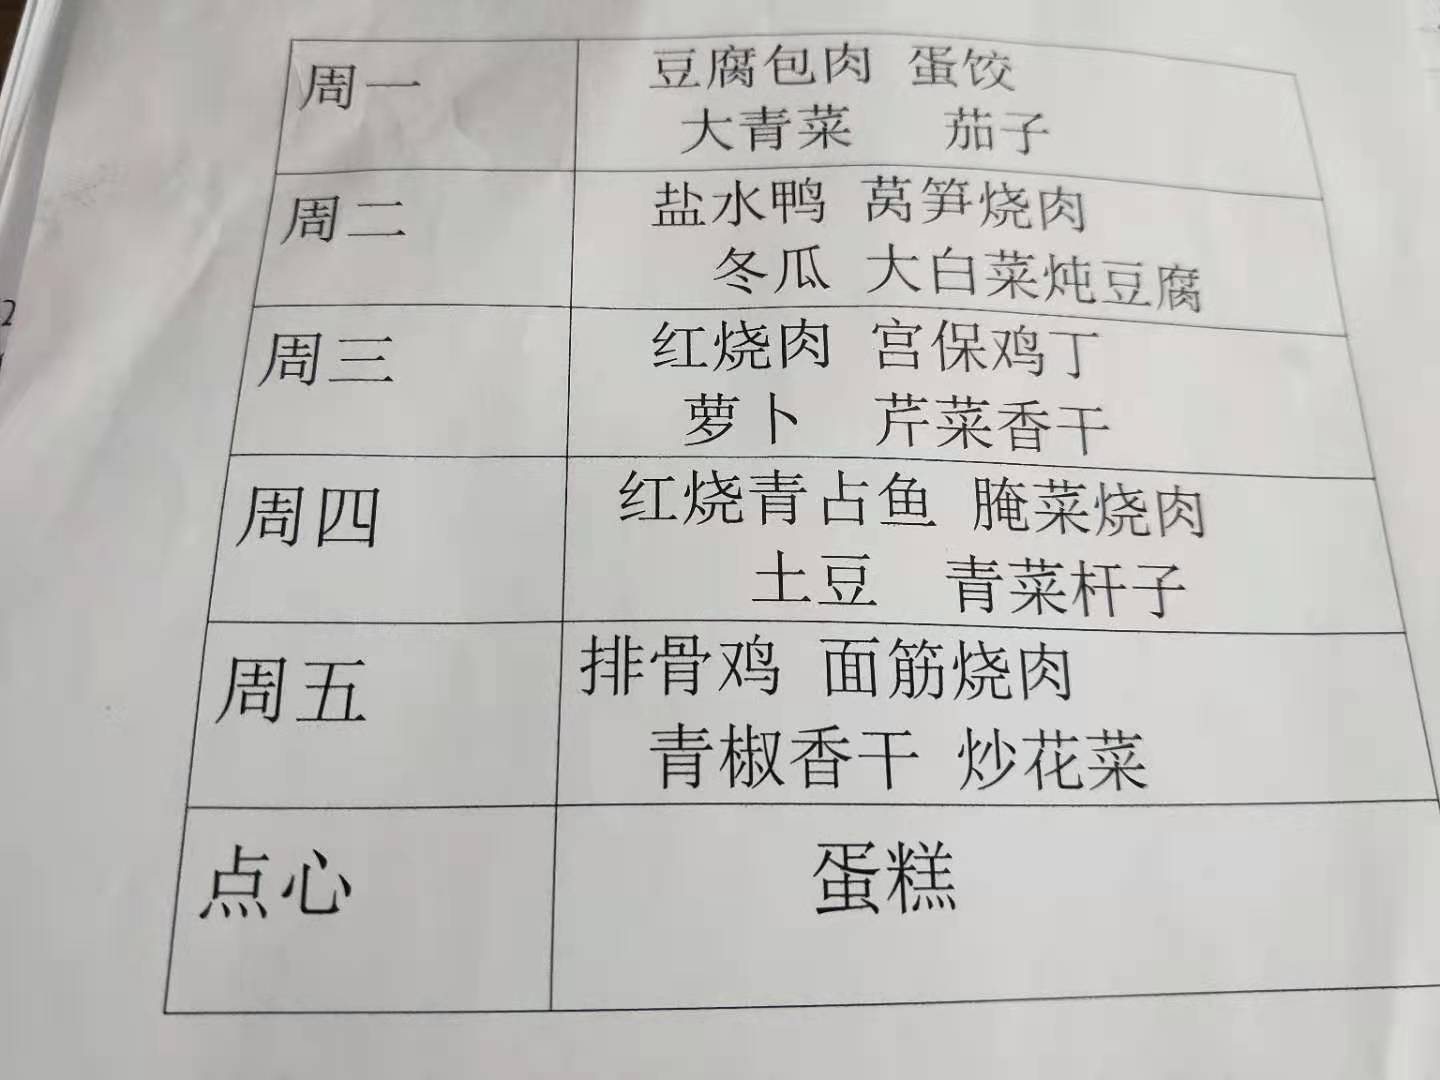 周一
豆腐包肉 蛋饺
大青菜 茄子
周二
盐水鸭 莴笋烧肉
冬瓜 大白菜炖豆腐
周三
红烧肉 宫保鸡丁
萝卜 芹菜香干
周四
红烧青占鱼 腌菜烧肉
土豆 青菜杆子
周五
排骨鸡 面筋烧肉
青椒香干 炒花菜
点心
蛋糕
2